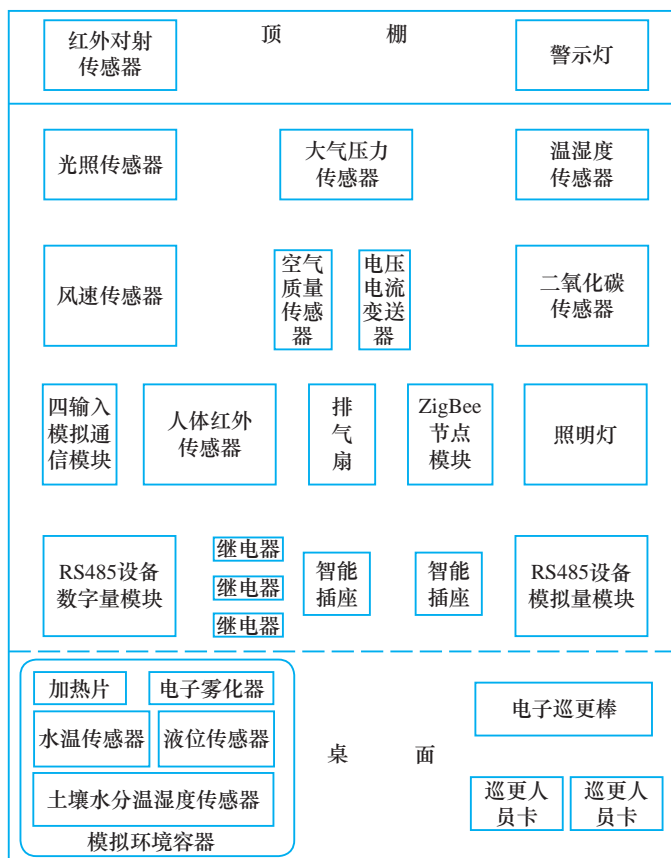 红外对射
传感器
顶 棚
警示灯
光照传感器
大气压力
传感器
温湿度
传感器
风速传感器
空气
质量
传感
器
电压
电流
变送
器
二氧化碳
传感器
四输入
模拟通
信模块
人体红外
传感器
排
气
扇
ZigBee
节点
模块
照明灯
RS485设备
数字量模块
继电器
继电器
继电器
智能
插座
智能
插座
RS485设备
模拟量模块
加热片
电子雾化器
水温传感器
液位传感器
土壤水分温湿度传感器
模拟环境容器
桌 面
电子巡更棒
巡更人
员卡
巡更人
员卡